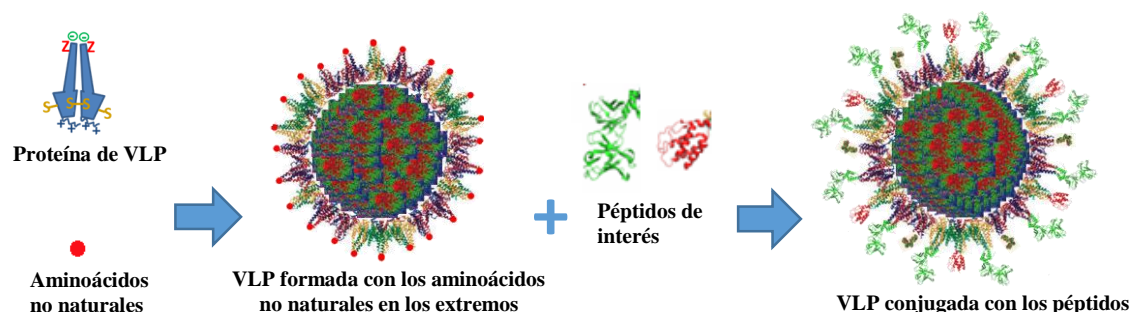 Z Z
S S S S
Proteína de VLP
Aminoácidos
no naturales
VLP formada con los aminoácidos
no naturales en los extremos
Péptidos de
interés
VLP conjugada con los péptidos